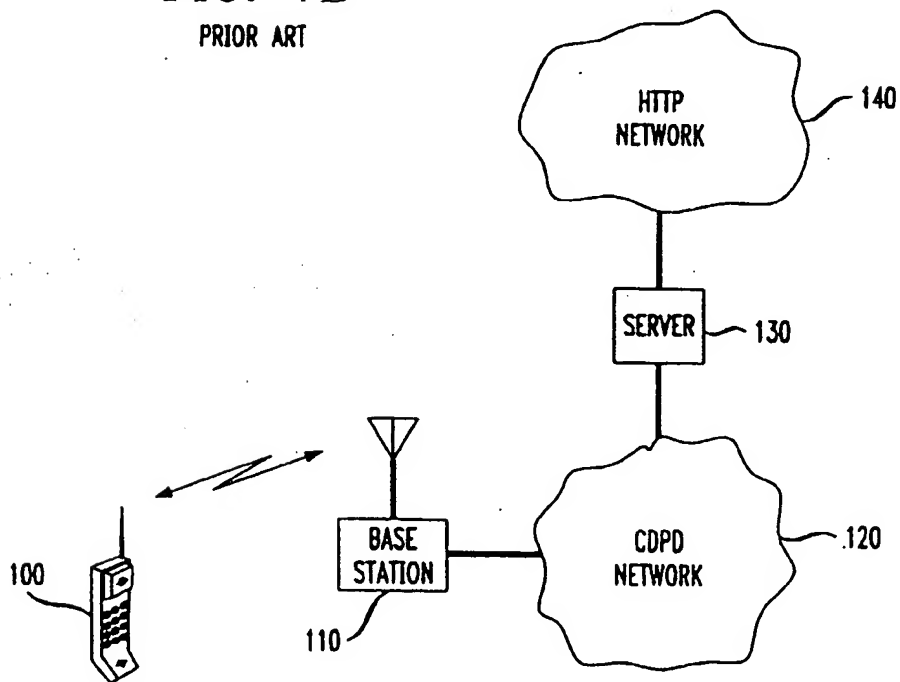 PRIOR ART
HTTP
NETWORK
140
SERVER
130
BASE
STATION
110
CDPD
NETWORK
120
100